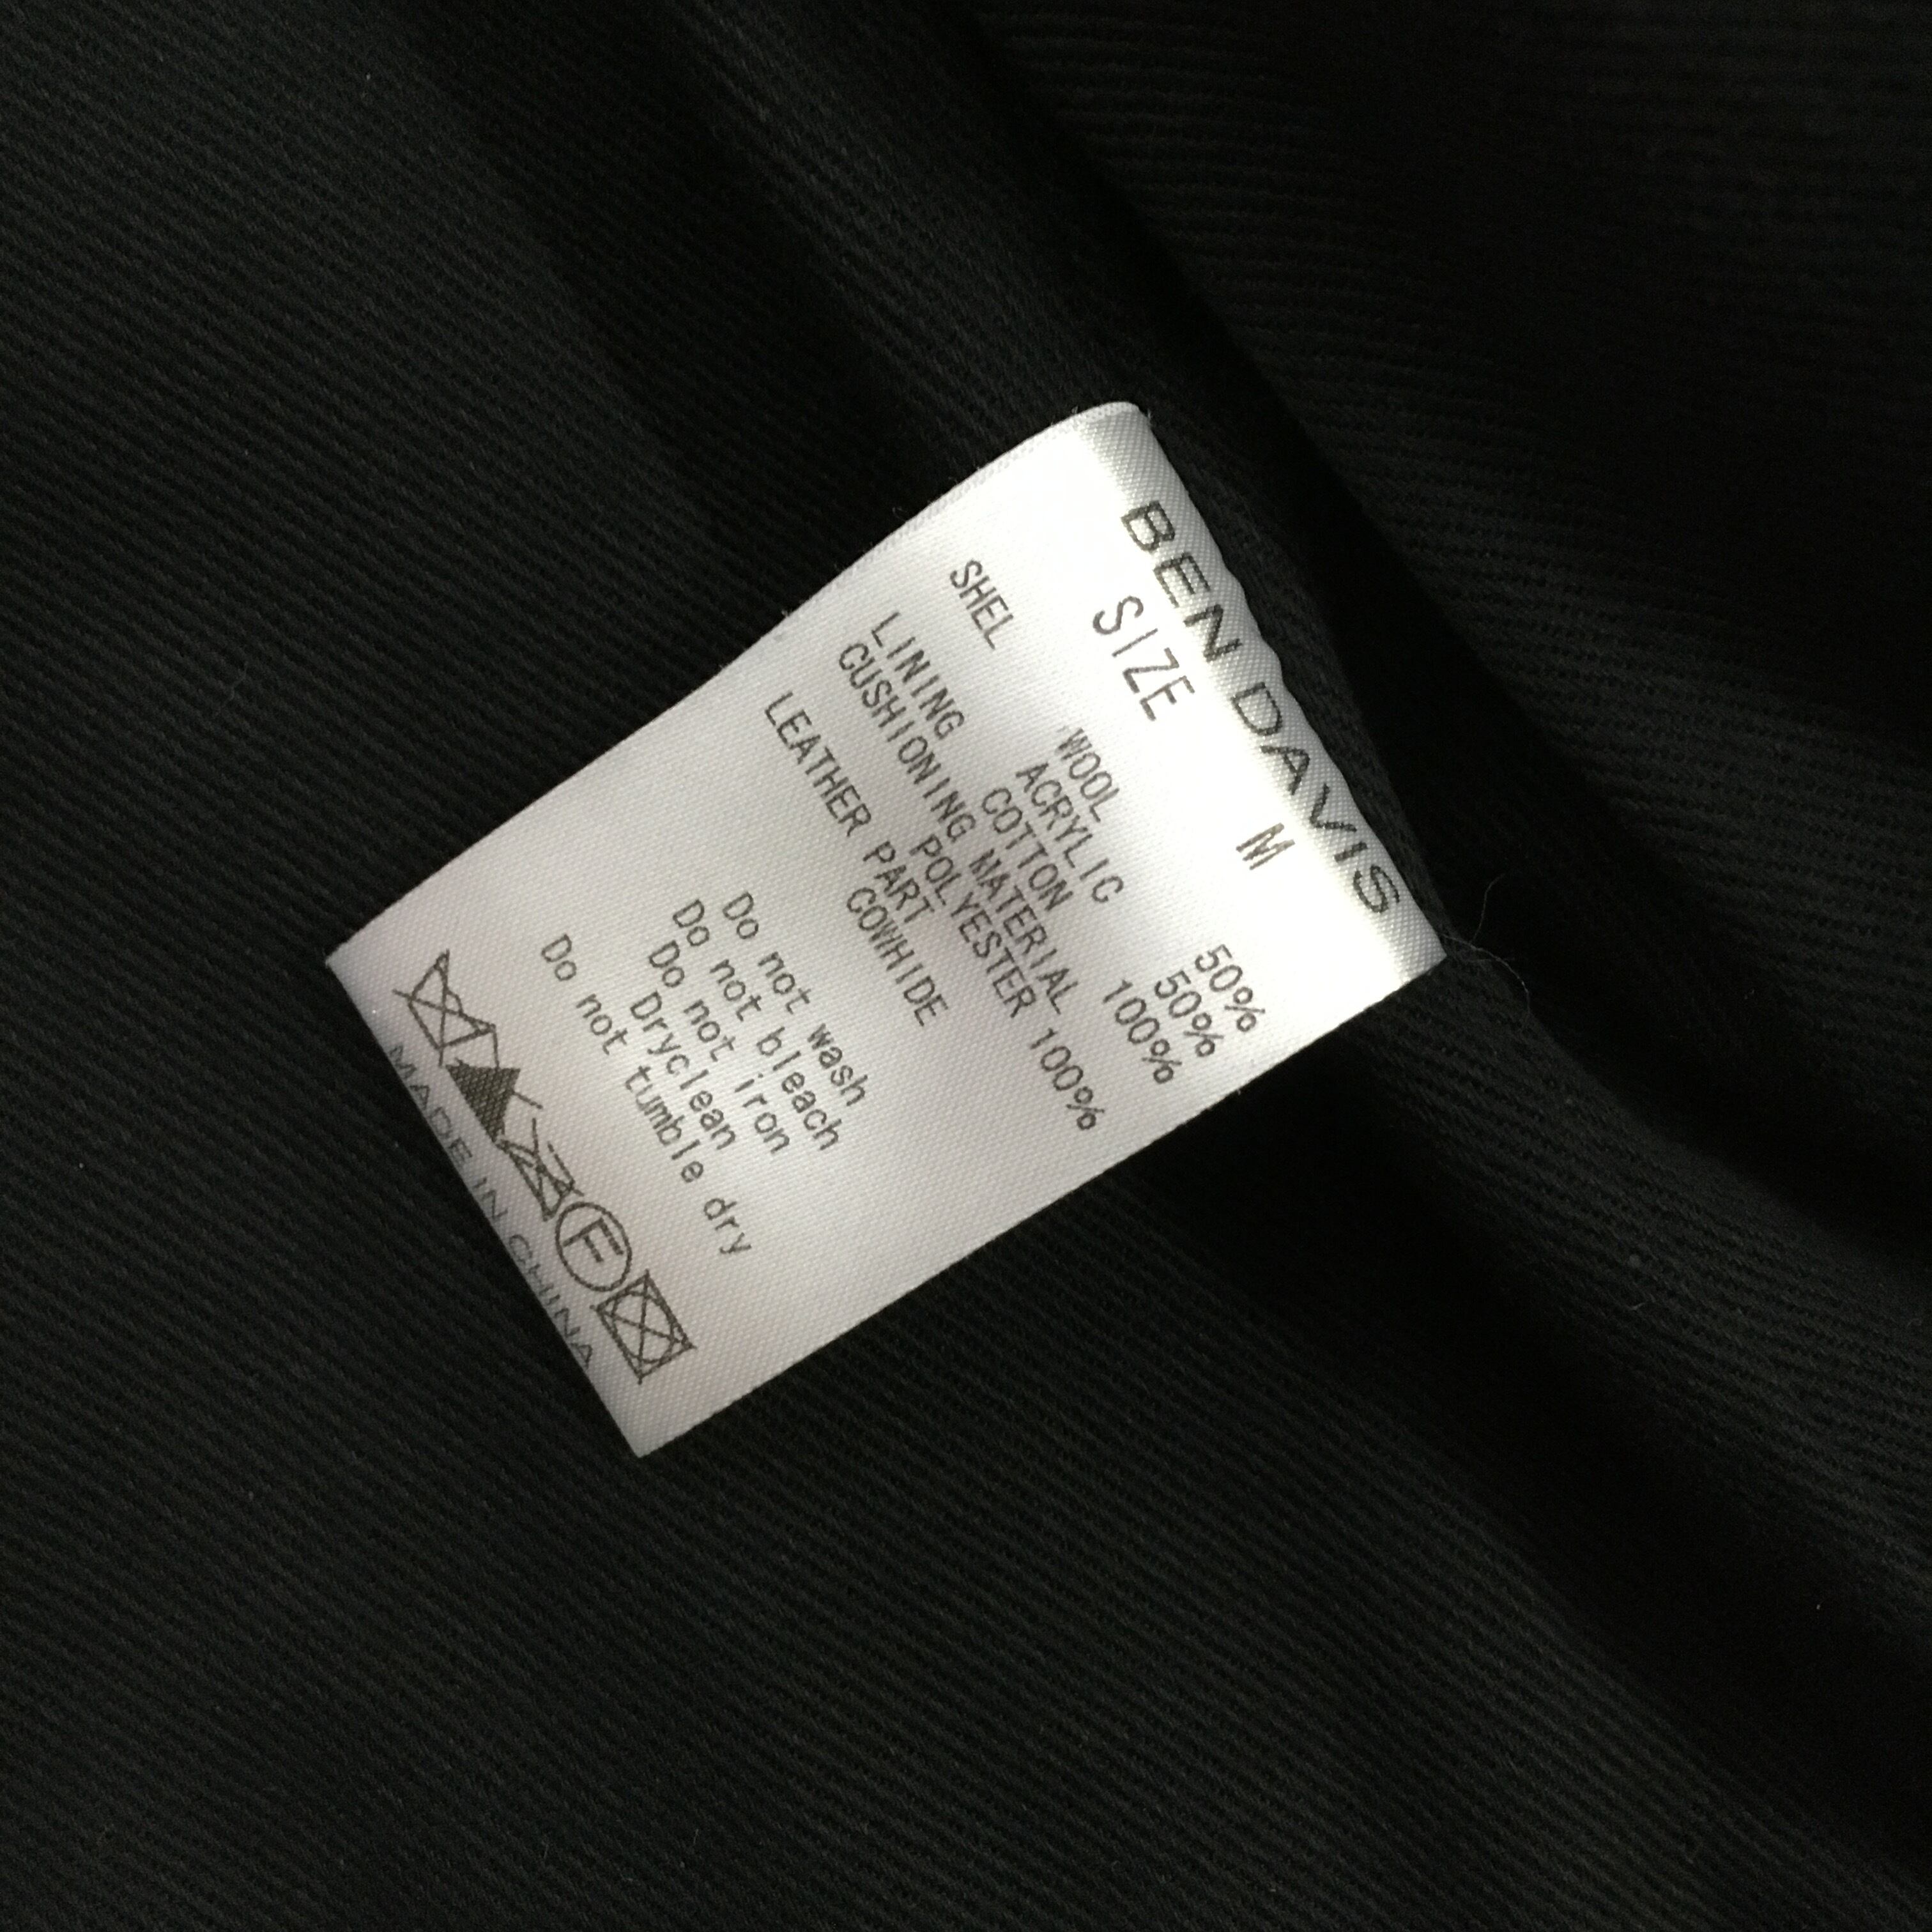 BEN DAVIS
SIZE M
SHEL
WOOL 50%
ACRYLIC 50%
LINING COTTON 100%
CUSHIONING MATERIAL
POLYESTER 100%
LEATHER PART
COWHIDE
Do not wash
Do not bleach
Do not iron
Dryclean
Do not tumble dry
F
MADE IN CHINA